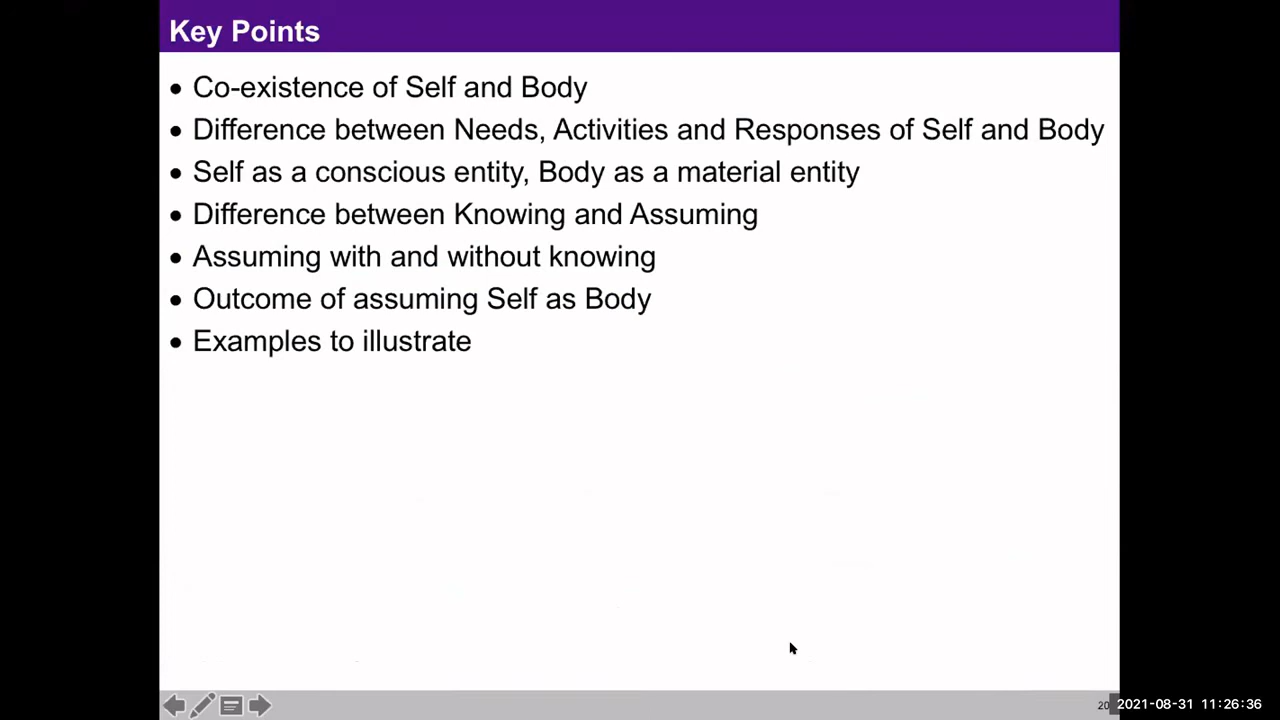 Key Points
• Co-existence of Self and Body
• Difference between Needs, Activities and Responses of Self and Body
• Self as a conscious entity, Body as a material entity
• Difference between Knowing and Assuming
• Assuming with and without knowing
• Outcome of assuming Self as Body
• Examples to illustrate
20
2021-08-31 11:26:36